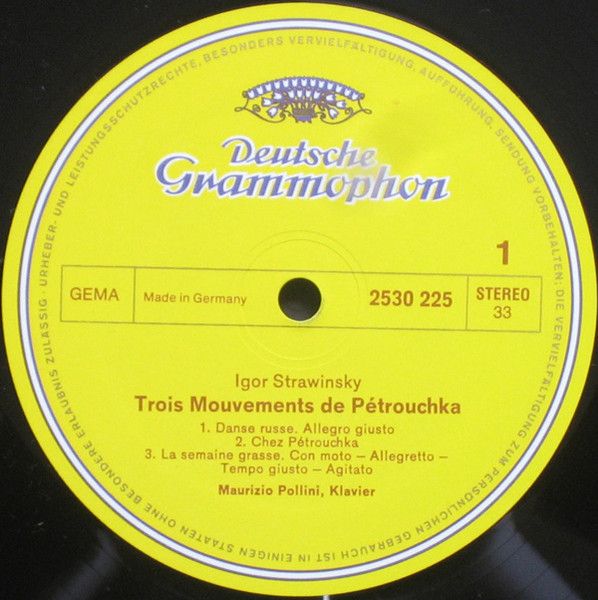 URHEBER- UND LEISTUNGSSCHUTZRECHTE, BESONDERS VERVIELFÄLTIGUNG, AUFFÜHRUNG, SENDUNG VORBEHALTEN; DIE VERVIELFÄLTIGUNG ZUM PERSÖNLICHEN GEBRAUCH IST IN EINIGEN STAATEN OHNE BESONDERE ERLAUBNIS ZULÄSSIG ·
Deutsche
Grammophon
1
GEMA Made in Germany 2530 225 STEREO
33
Igor Strawinsky
Trois Mouvements de Pétrouchka
1. Danse russe. Allegro giusto
2. Chez Pétrouchka
3. La semaine grasse. Con moto – Allegretto –
Tempo giusto – Agitato
Maurizio Pollini, Klavier